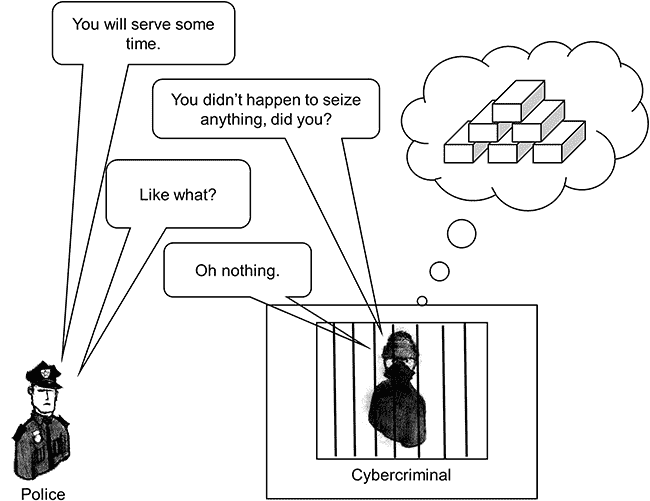 You will serve some
time.
You didn't happen to seize
anything, did you?
Like what?
Oh nothing.
Cybercriminal
Police